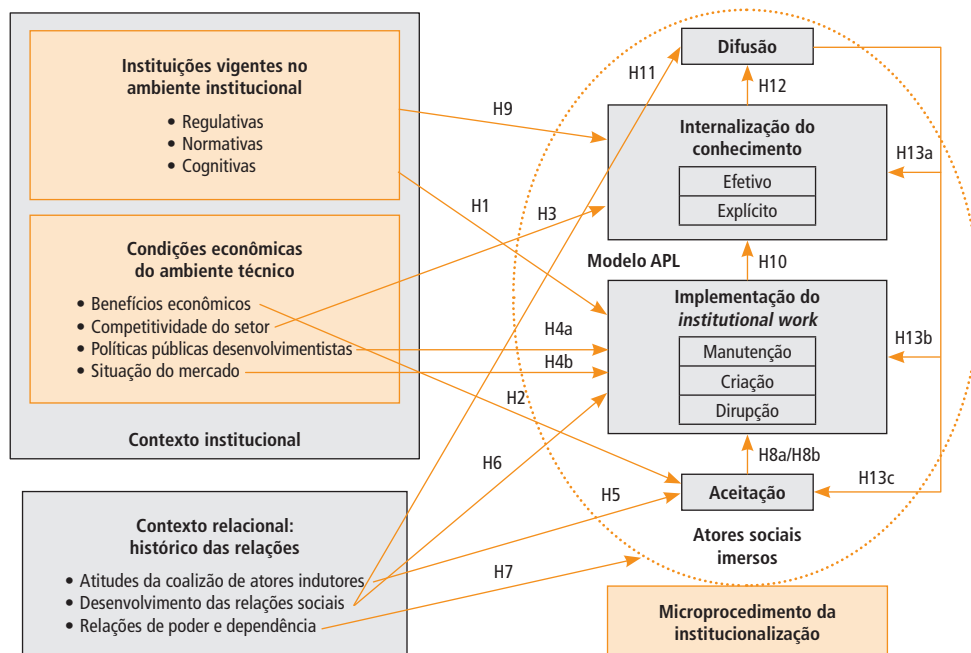 Instituições vigentes no
ambiente institucional
• Regulativas
• Normativas
• Cognitivas
Condições econômicas
do ambiente técnico
• Benefícios econômicos
• Competitividade do setor
• Políticas públicas desenvolvimentistas
• Situação do mercado
Contexto institucional
Contexto relacional:
histórico das relações
• Atitudes da coalizão de atores indutores
• Desenvolvimento das relações sociais
• Relações de poder e dependência
H9
H1
H3
H4a
H4b
H2
H6
H5
H7
H11
Difusão
H12
Internalização do
conhecimento
Efetivo
Explícito
H13a
Modelo APL
H10
Implementação do
institutional work
Manutenção
Criação
Dirupção
H13b
H8a/H8b
Aceitação
H13c
Atores sociais
imersos
Microprocedimento da
institucionalização